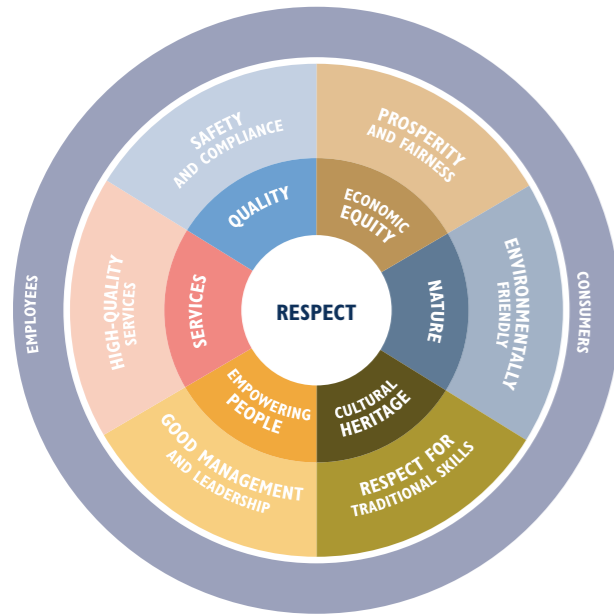 SAFETY
AND COMPLIANCE
PROSPERITY
AND FAIRNESS
QUALITY
ECONOMIC
EQUITY
EMPLOYEES
HIGH-QUALITY
SERVICES
SERVICES
RESPECT
NATURE
ENVIRONMENTALLY
FRIENDLY
CONSUMERS
EMPOWERING
PEOPLE
CULTURAL
HERITAGE
GOOD MANAGEMENT
AND LEADERSHIP
RESPECT FOR
TRADITIONAL SKILLS